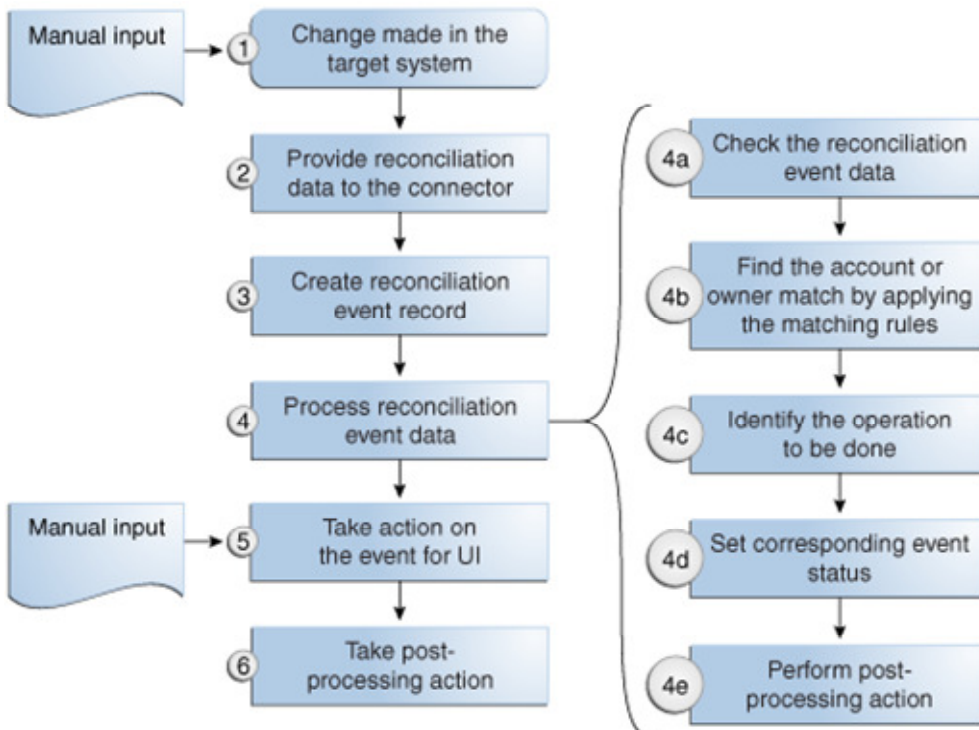 Manual input
1
Change made in the
target system
2
Provide reconciliation
data to the connector
3
Create reconciliation
event record
4
Process reconciliation
event data
Manual input
5
Take action on
the event for UI
6
Take post-
processing action
4a
Check the reconciliation
event data
4b
Find the account or
owner match by applying
the matching rules
4c
Identify the operation
to be done
4d
Set corresponding event
status
4e
Perform post-
processing action